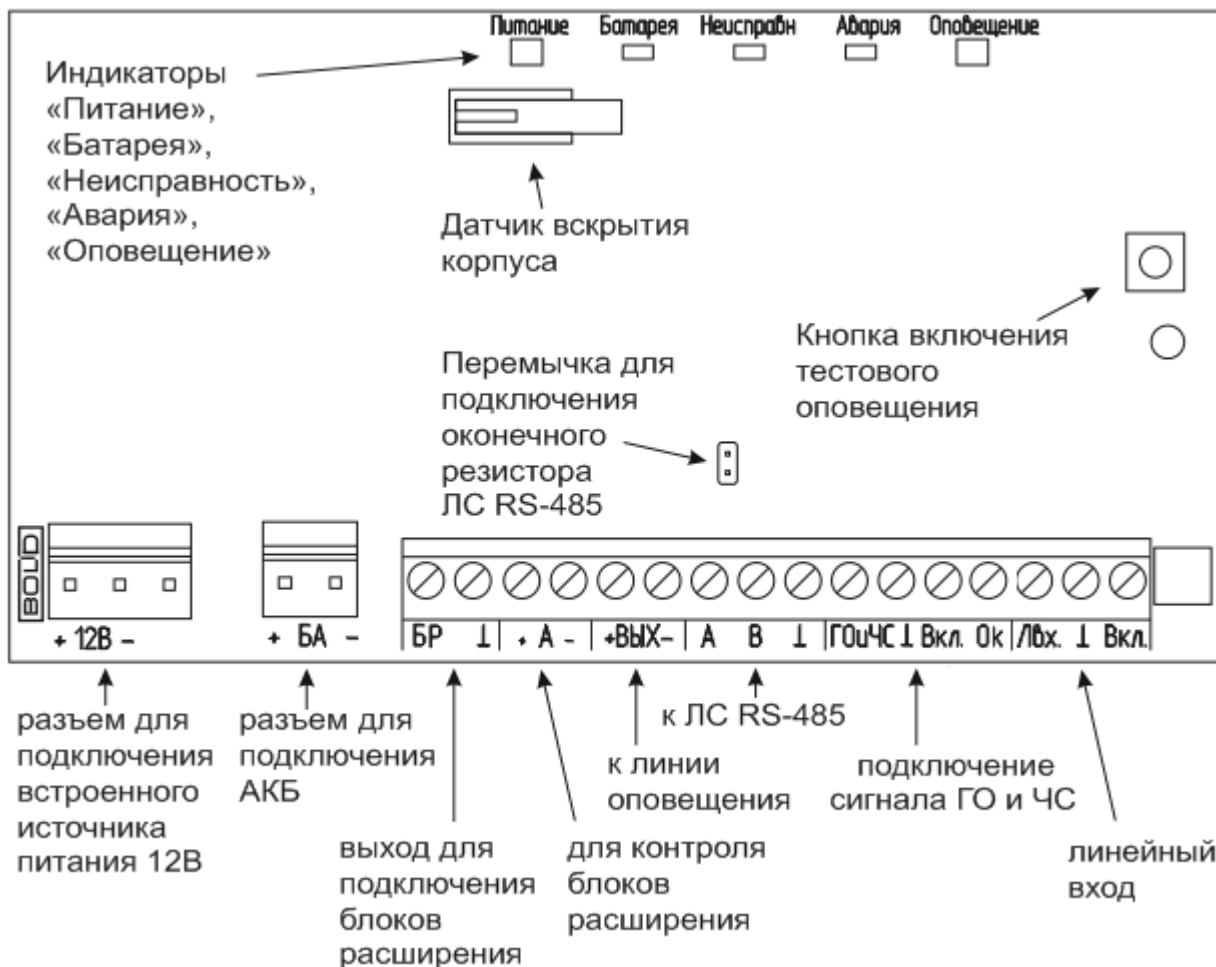 Питание Батарея Неисправн Авария Оповещение
Индикаторы
«Питание»,
«Батарея»,
«Неисправность»,
«Авария»,
«Оповещение»
Датчик вскрытия
корпуса
Кнопка включения
тестового
оповещения
Перемычка для
подключения
оконечного
резистора
ЛС RS-485
BOLID
+ 12В -
+ БА -
БР ⊥ + А - +ВЫХ- А В ⊥ ГОиЧС ⊥ Вкл. Ok Лвх. ⊥ Вкл.
разъем для
подключения
встроенного
источника
питания 12В
разъем для
подключения
АКБ
выход для
подключения
блоков
расширения
для контроля
блоков
расширения
к линии
оповещения
к ЛС RS-485
подключение
сигнала ГО и ЧС
линейный
вход